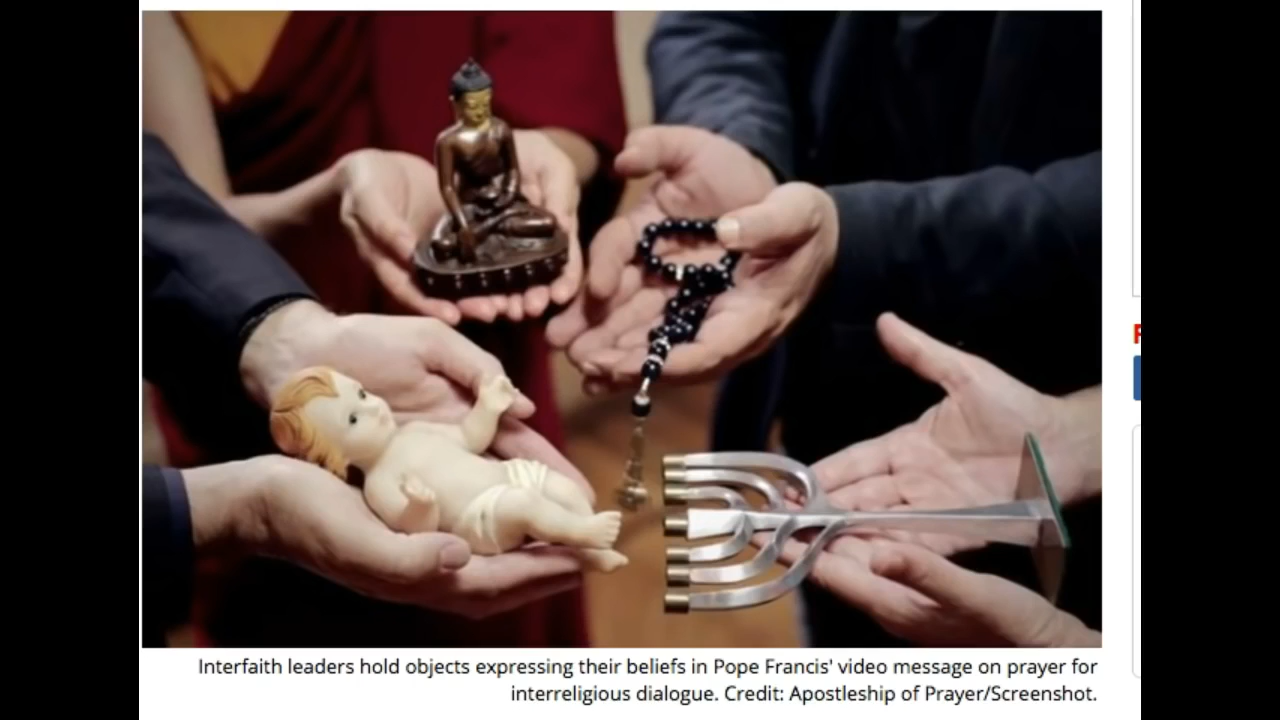 Interfaith leaders hold objects expressing their beliefs in Pope Francis' video message on prayer for
interreligious dialogue. Credit: Apostleship of Prayer/Screenshot.